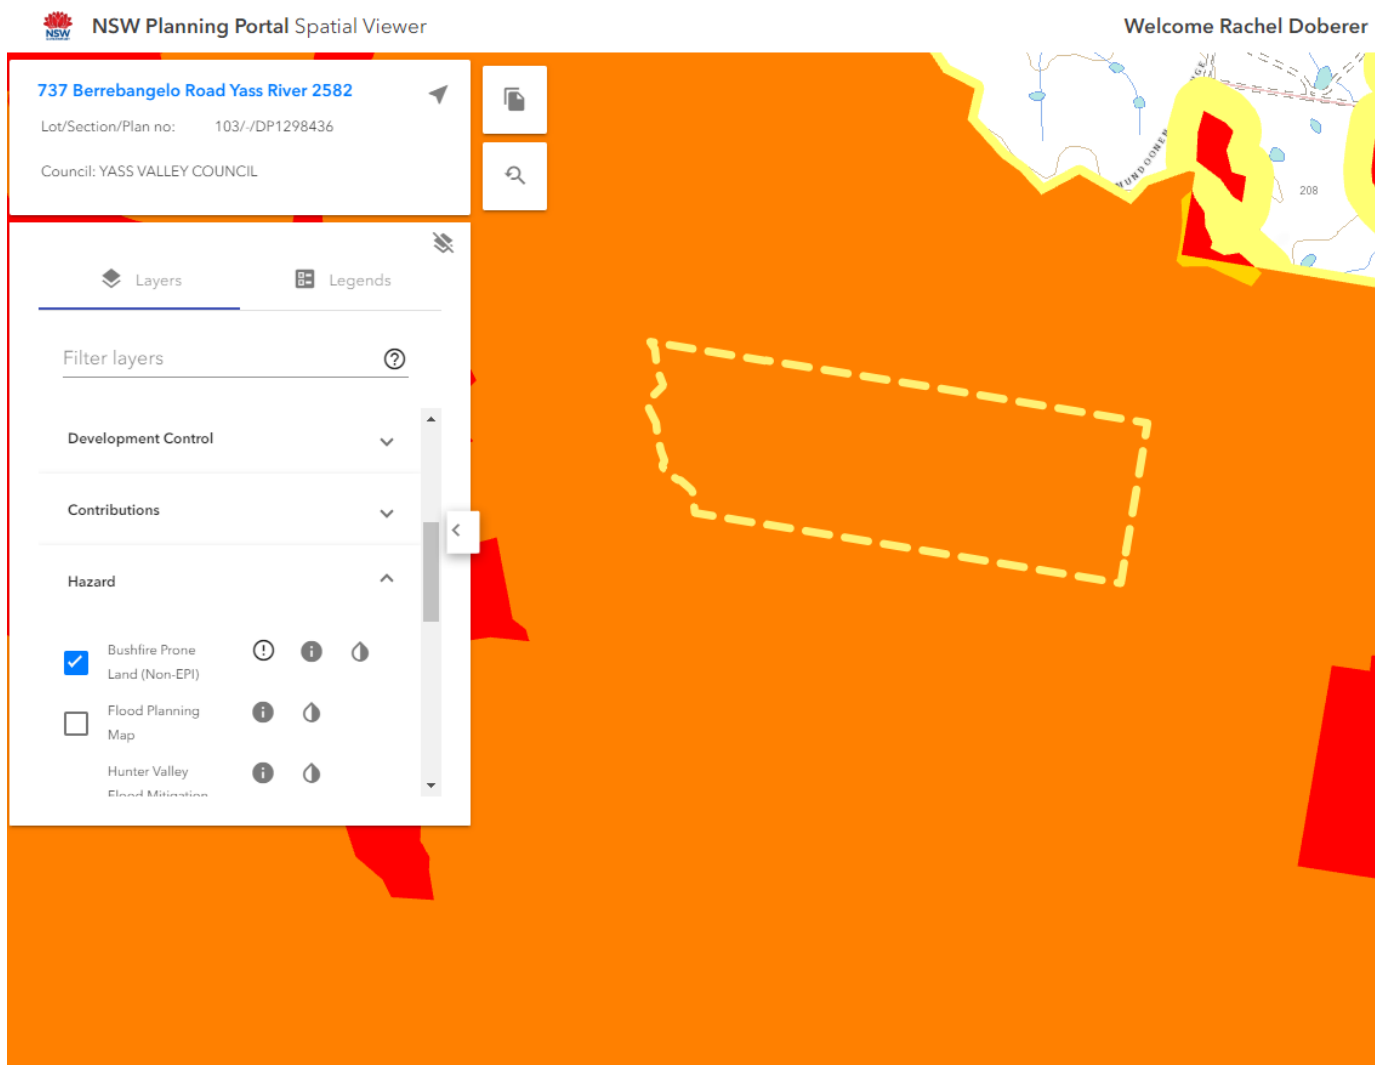 NSW
NSW Planning Portal Spatial Viewer
Welcome Rachel Doberer
737 Berrebangelo Road Yass River 2582
Lot/Section/Plan no: 103/-/DP1298436
Council: YASS VALLEY COUNCIL
Layers
Legends
Filter layers
Development Control
Contributions
Hazard
Bushfire Prone
Land (Non-EPI)
Flood Planning
Map
Hunter Valley
Flood Mitigation
208